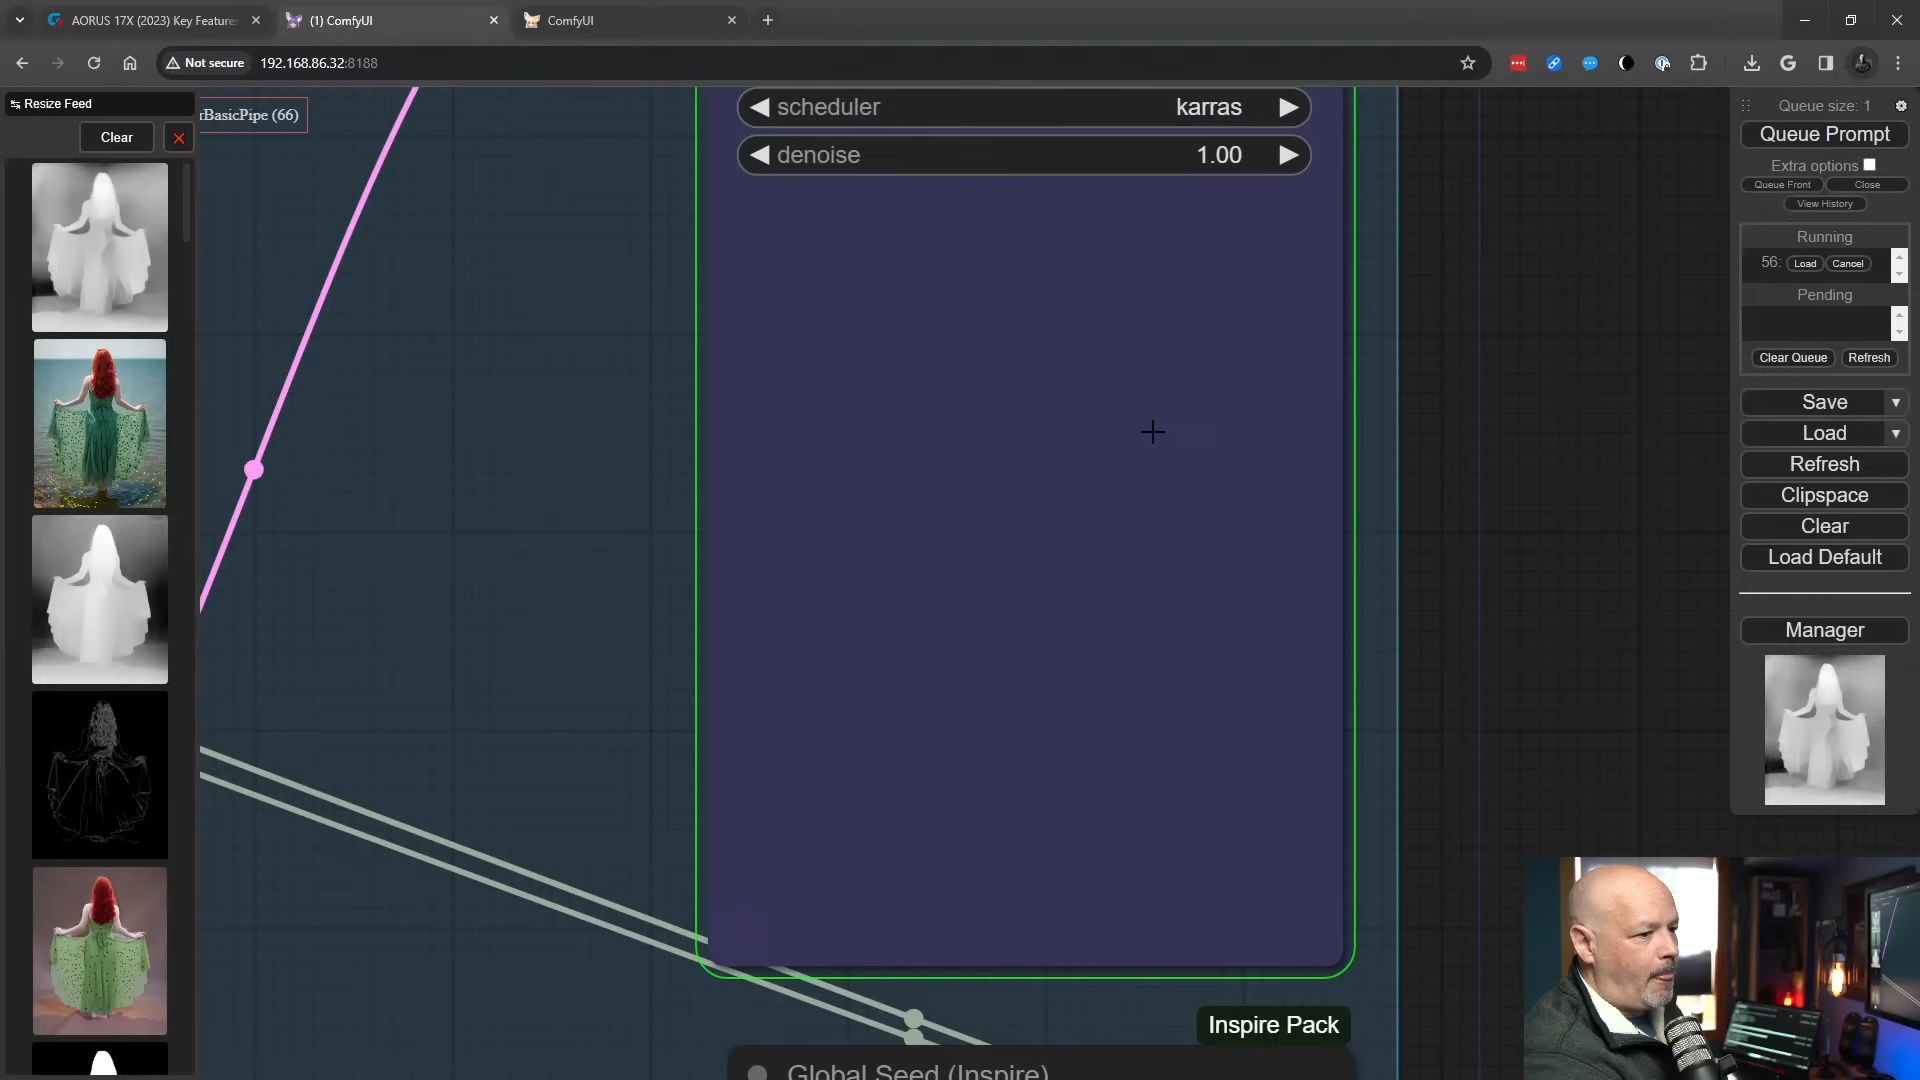 AORUS 17X (2023) Key Feature
(1) ComfyUI
ComfyUI
Not secure
192.168.86.32:8188
Resize Feed
Clear
rBasicPipe (66)
scheduler
karras
denoise
1.00
Inspire Pack
Global Seed (Inspire)
Queue size: 1
Queue Prompt
Extra options
Queue Front
Close
View History
Running
56:
Load
Cancel
Pending
Clear Queue
Refresh
Save
Load
Refresh
Clipspace
Clear
Load Default
Manager